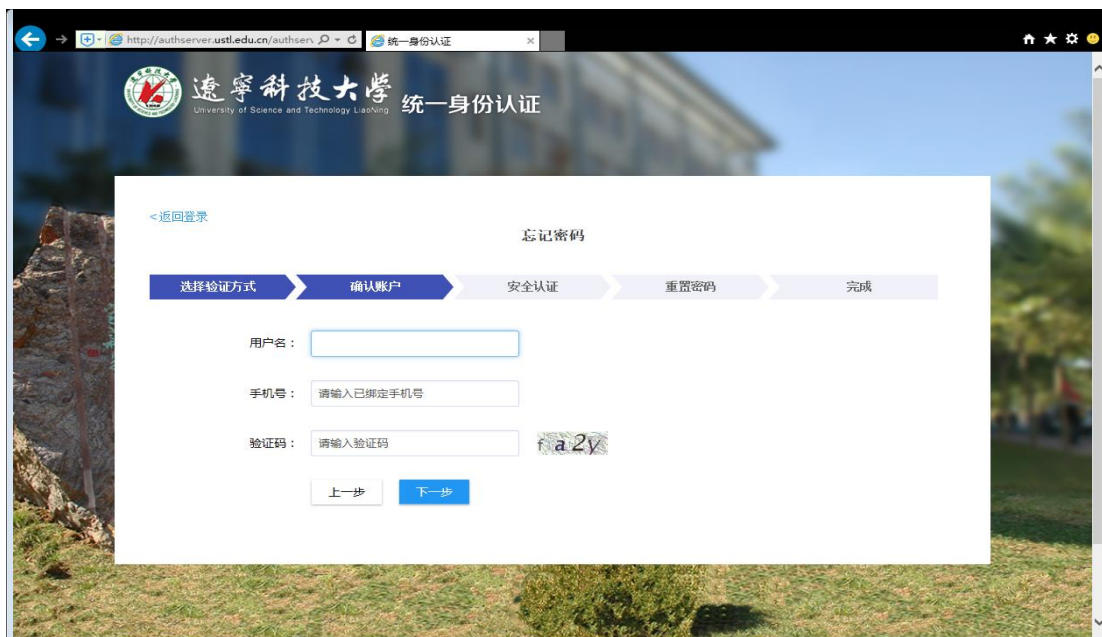 http://authserver.ustl.edu.cn/authserv
统一身份认证
遼寧科技大學
University of Science and Technology LiaoNing
统一身份认证
<返回登录
忘记密码
选择验证方式 确认账户 安全认证 重置密码 完成
用户名：
手机号： 请输入已绑定手机号
验证码： 请输入验证码 fa2y
上一步 下一步